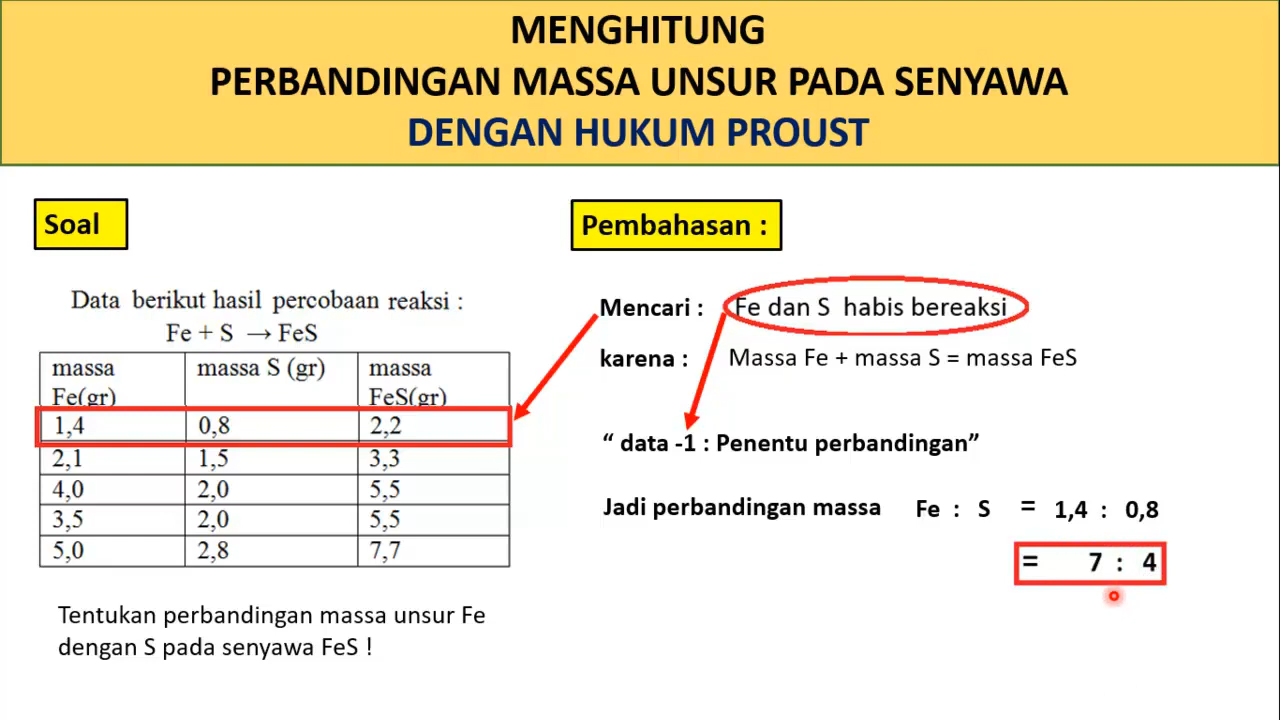 MENGHITUNG
PERBANDINGAN MASSA UNSUR PADA SENYAWA
DENGAN HUKUM PROUST
Soal
Data berikut hasil percobaan reaksi :
Fe + S → FeS
massa Fe(gr) massa S (gr) massa FeS(gr)
1,4 0,8 2,2
2,1 1,5 3,3
4,0 2,0 5,5
3,5 2,0 5,5
5,0 2,8 7,7
Tentukan perbandingan massa unsur Fe
dengan S pada senyawa FeS !
Pembahasan :
Mencari : Fe dan S habis bereaksi
karena : Massa Fe + massa S = massa FeS
“ data -1 : Penentu perbandingan”
Jadi perbandingan massa Fe : S = 1,4 : 0,8
= 7 : 4